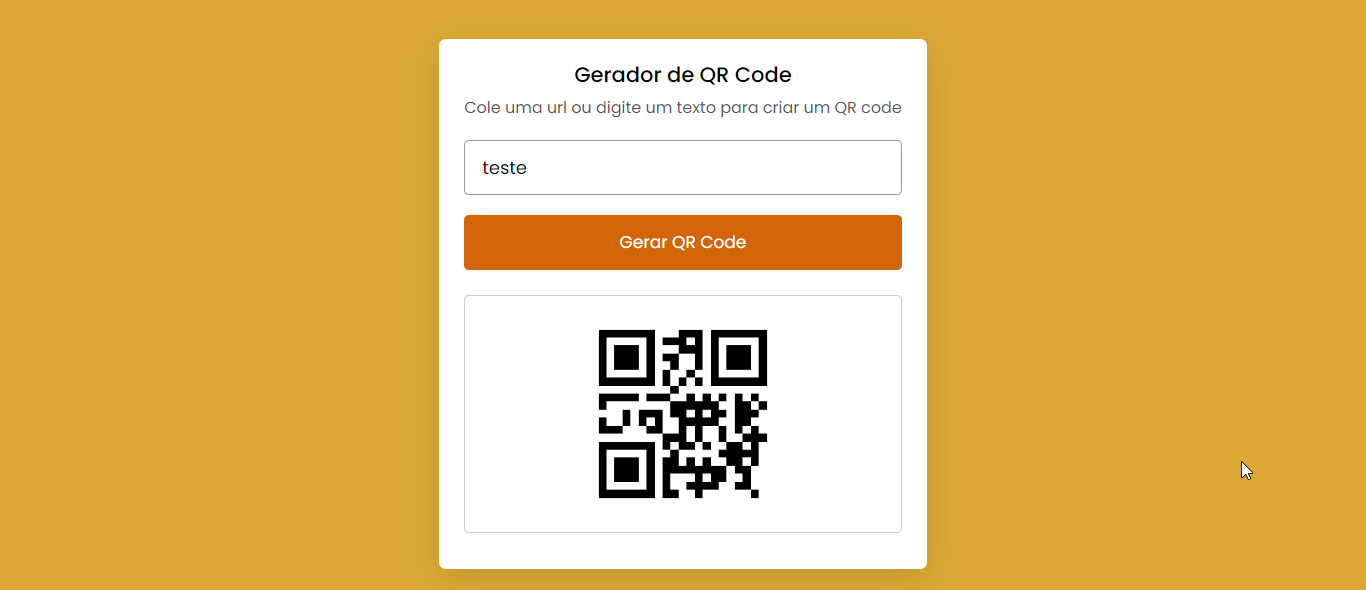 Gerador de QR Code
Cole uma url ou digite um texto para criar um QR code
teste
Gerar QR Code